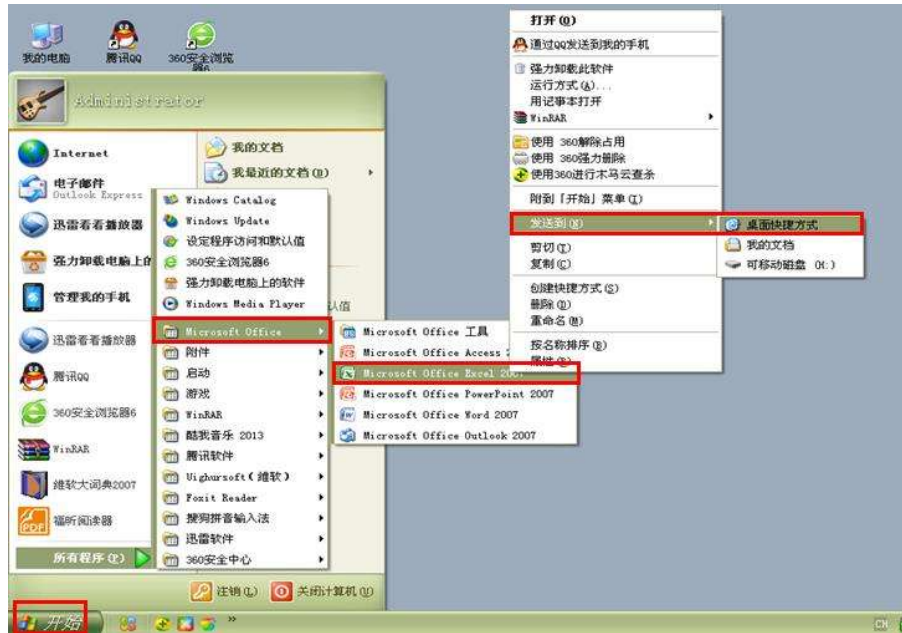 我的电脑
腾讯QQ
360安全浏览
器6
Administrator
Internet
电子邮件
Outlook Express
迅雷看看播放器
强力卸载电脑上的
管理我的手机
迅雷看看播放器
腾讯QQ
360安全浏览器6
WinRAR
维软大词典2007
福昕阅读器
所有程序(P)
我的文档
我最近的文档(D)
认值
Windows Catalog
Windows Update
设定程序访问和默认值
360安全浏览器6
强力卸载电脑上的软件
Windows Media Player
Microsoft Office
附件
启动
游戏
WinRAR
酷我音乐 2013
腾讯软件
Uighursoft(维软)
Foxit Reader
搜狗拼音输入法
迅雷软件
360安全中心
Microsoft Office 工具
Microsoft Office Access 2
Microsoft Office Excel 2007
Microsoft Office PowerPoint 2007
Microsoft Office Word 2007
Microsoft Office Outlook 2007
打开(O)
通过QQ发送到我的手机
强力卸载此软件
运行方式(A)...
用记事本打开
WinRAR
使用 360解除占用
使用 360强力删除
使用360进行木马云查杀
附到「开始」菜单(I)
发送到(N)
剪切(T)
复制(C)
创建快捷方式(S)
删除(D)
重命名(M)
按名称排序(B)
属性(R)
桌面快捷方式
我的文档
可移动磁盘 (H:)
注销(L)
关闭计算机(U)
开始
»
CH
PDF